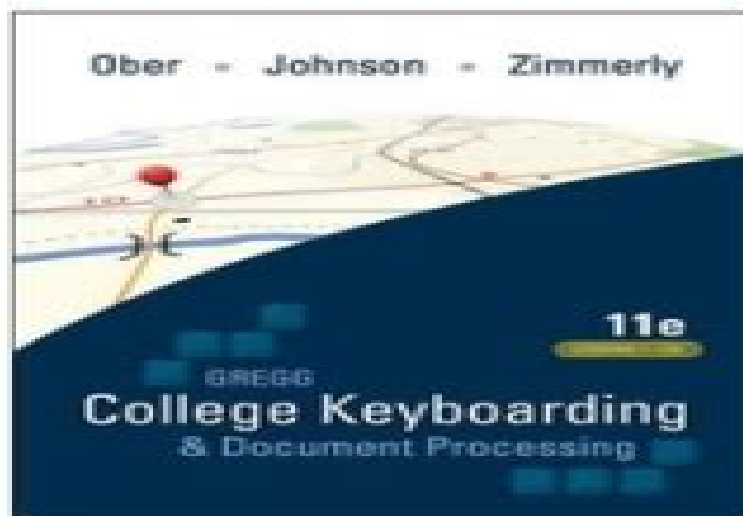 Ober - Johnson - Zimmerly
11e
GREGG
College Keyboarding
& Document Processing